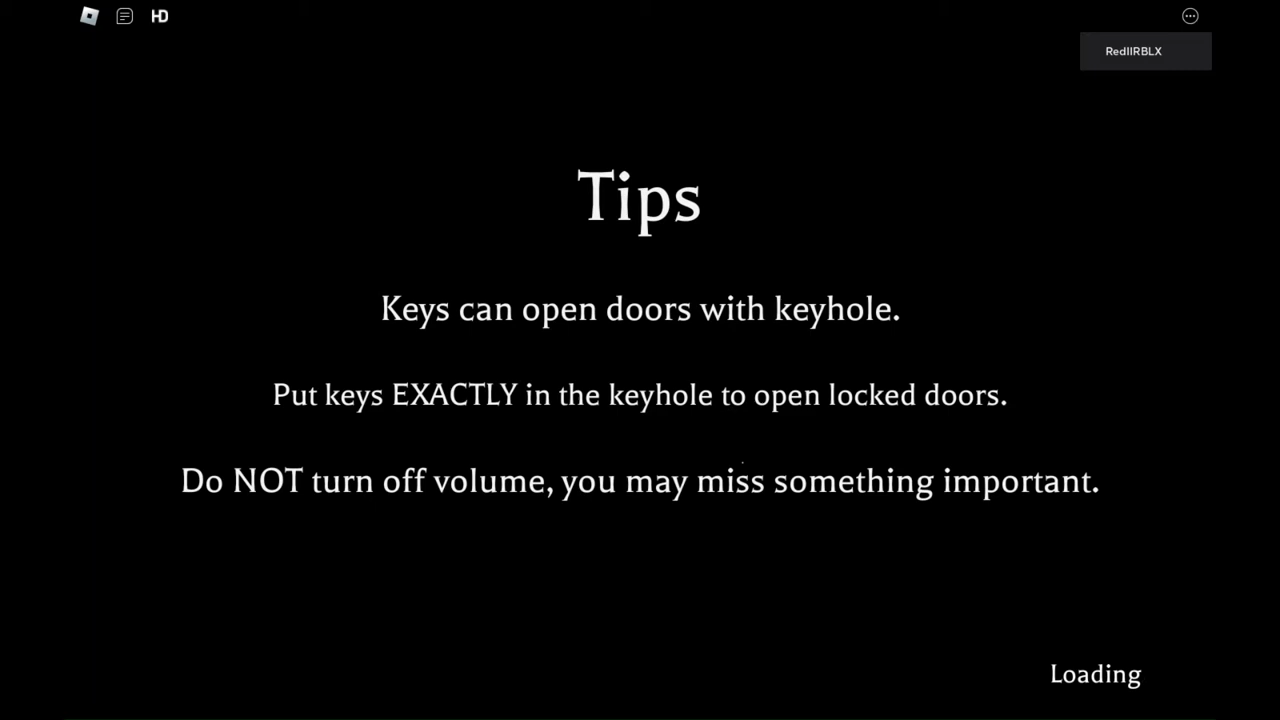 HD
RedIIRBLX
Tips
Keys can open doors with keyhole.
Put keys EXACTLY in the keyhole to open locked doors.
Do NOT turn off volume, you may miss something important.
Loading